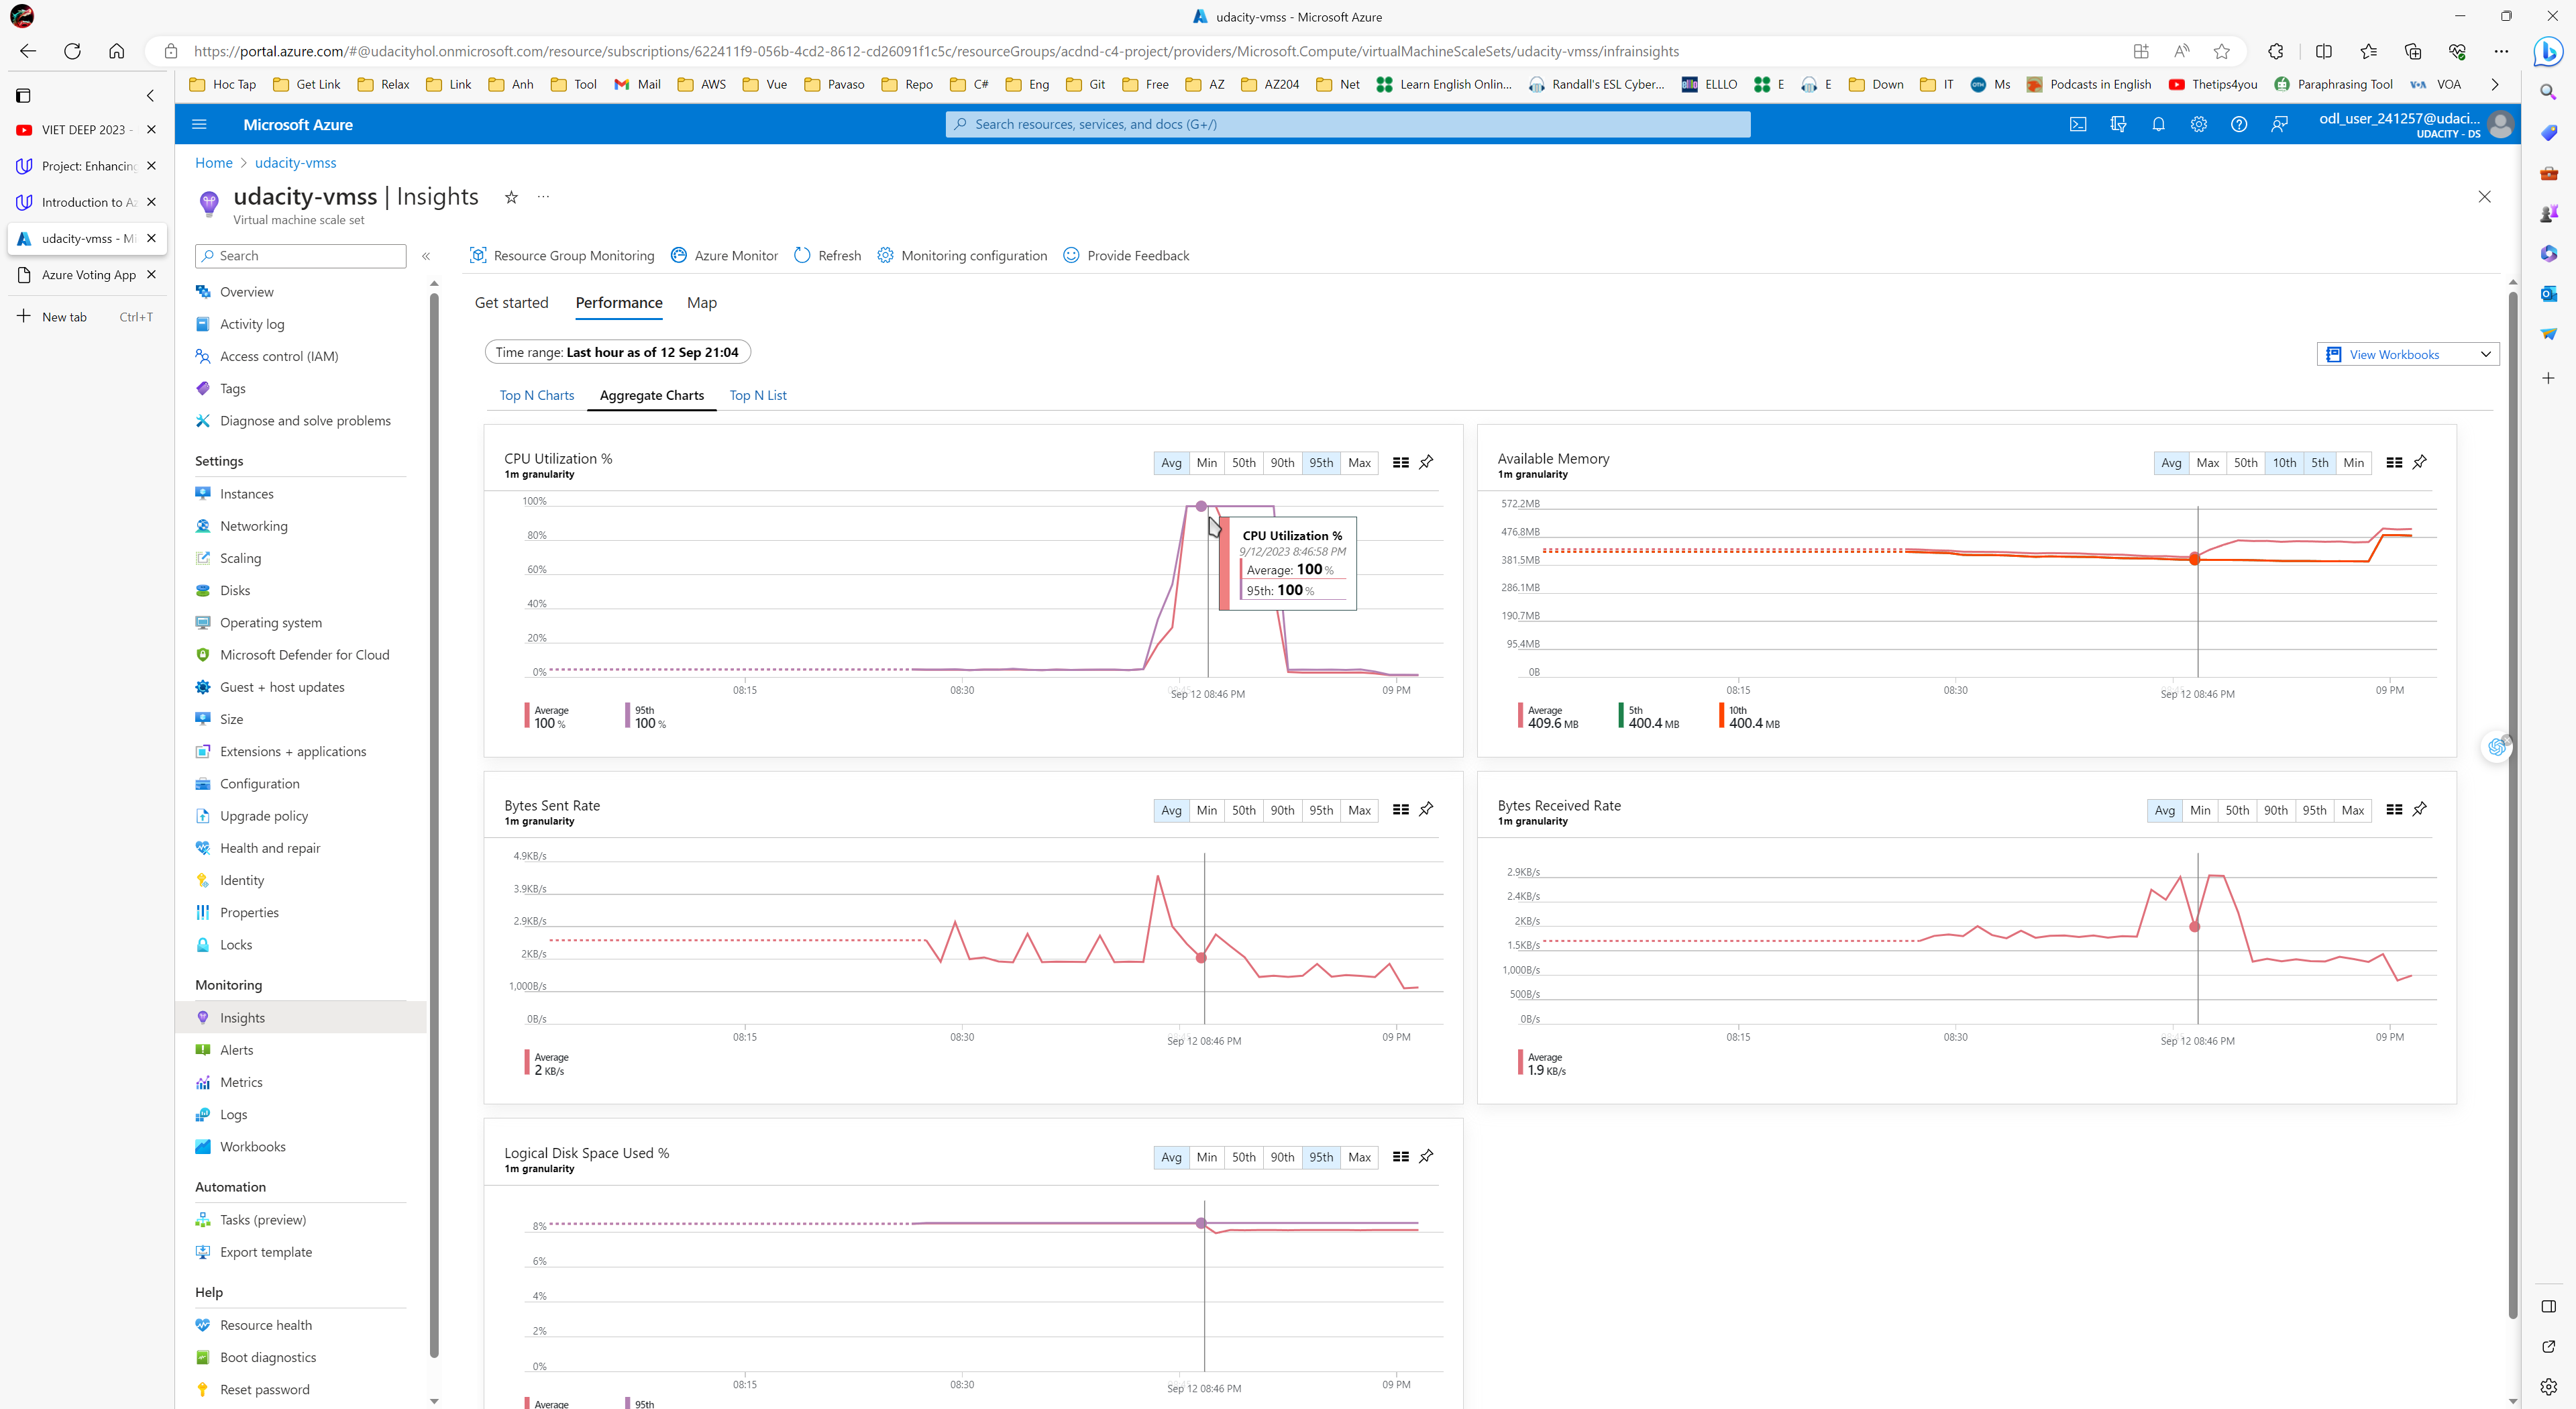 udacity-vmss - Microsoft Azure
https://portal.azure.com/#@udacityhol.onmicrosoft.com/resource/subscriptions/622411f9-056b-4cd2-8612-cd26091f1c5c/resourceGroups/acdnd-c4-project/providers/Microsoft.Compute/virtualMachineScaleSets/udacity-vmss/infrainsights
Hoc Tap Get Link Relax Link Anh Tool Mail AWS Vue Pavaso Repo C# Eng Git Free AZ AZ204 Net Learn English Onlin... Randall's ESL Cyber... ELLLO E E Down IT Ms Podcasts in English Thetips4you Paraphrasing Tool VOA
VIET DEEP 2023 -
Project: Enhancing
Introduction to Az
udacity-vmss - Mi
Azure Voting App
New tab Ctrl+T
Microsoft Azure
Search resources, services, and docs (G+/)
odl_user_241257@udaci...
UDACITY - DS
Home > udacity-vmss
udacity-vmss | Insights
Virtual machine scale set
Search
Overview
Activity log
Access control (IAM)
Tags
Diagnose and solve problems
Settings
Instances
Networking
Scaling
Disks
Operating system
Microsoft Defender for Cloud
Guest + host updates
Size
Extensions + applications
Configuration
Upgrade policy
Health and repair
Identity
Properties
Locks
Monitoring
Insights
Alerts
Metrics
Logs
Workbooks
Automation
Tasks (preview)
Export template
Help
Resource health
Boot diagnostics
Reset password
Resource Group Monitoring Azure Monitor Refresh Monitoring configuration Provide Feedback
Get started Performance Map
Time range: Last hour as of 12 Sep 21:04
View Workbooks
Top N Charts Aggregate Charts Top N List
CPU Utilization %
1m granularity
Avg Min 50th 90th 95th Max
100%
80%
60%
40%
20%
0%
CPU Utilization %
9/12/2023 8:46:58 PM
Average: 100 %
95th: 100 %
08:15 08:30 Sep 12 08:46 PM 09 PM
Average 95th
100 % 100 %
Available Memory
1m granularity
Avg Max 50th 10th 5th Min
572.2MB
476.8MB
381.5MB
286.1MB
190.7MB
95.4MB
0B
08:15 08:30 Sep 12 08:46 PM 09 PM
Average 5th 10th
409.6 MB 400.4 MB 400.4 MB
Bytes Sent Rate
1m granularity
Avg Min 50th 90th 95th Max
4.9KB/s
3.9KB/s
2.9KB/s
2KB/s
1,000B/s
0B/s
08:15 08:30 Sep 12 08:46 PM 09 PM
Average
2 KB/s
Bytes Received Rate
1m granularity
Avg Min 50th 90th 95th Max
2.9KB/s
2.4KB/s
2KB/s
1.5KB/s
1,000B/s
500B/s
0B/s
08:15 08:30 Sep 12 08:46 PM 09 PM
Average
1.9 KB/s
Logical Disk Space Used %
1m granularity
Avg Min 50th 90th 95th Max
8%
6%
4%
2%
0%
08:15 08:30 Sep 12 08:46 PM 09 PM
Average 95th